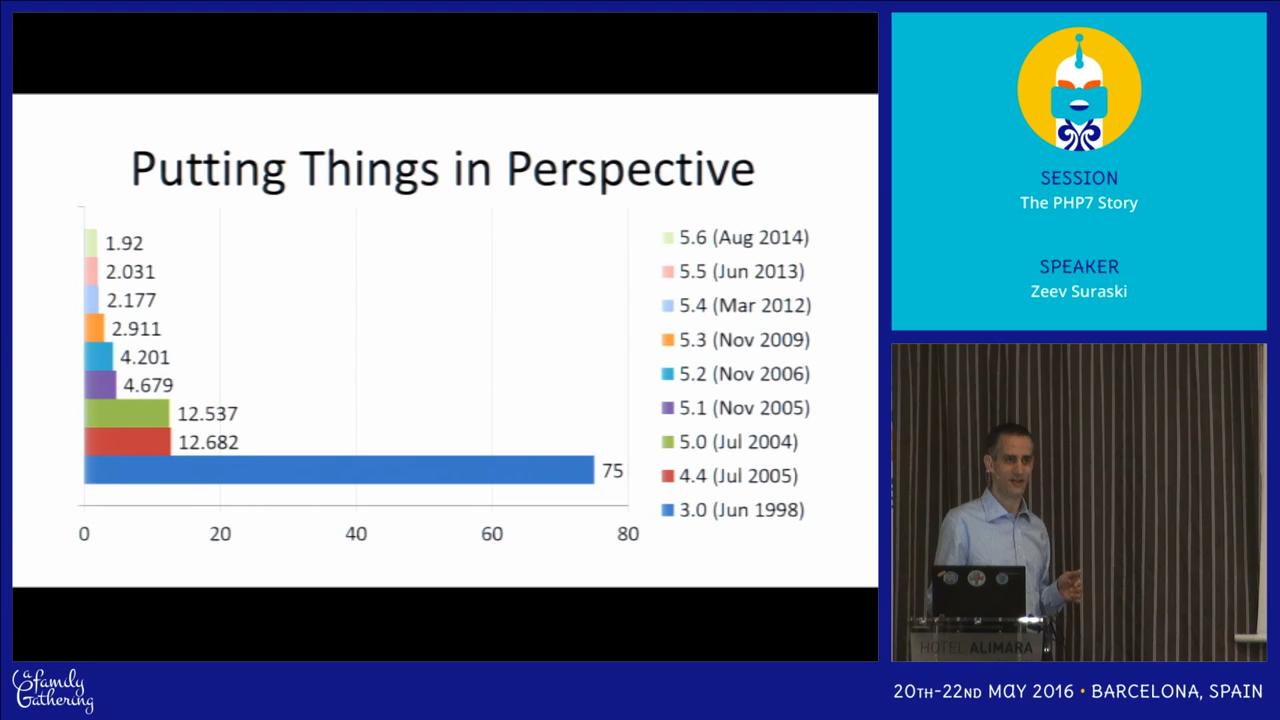 Putting Things in Perspective
1.92
2.031
2.177
2.911
4.201
4.679
12.537
12.682
75
0 20 40 60 80
5.6 (Aug 2014)
5.5 (Jun 2013)
5.4 (Mar 2012)
5.3 (Nov 2009)
5.2 (Nov 2006)
5.1 (Nov 2005)
5.0 (Jul 2004)
4.4 (Jul 2005)
3.0 (Jun 1998)
SESSION
The PHP7 Story
SPEAKER
Zeev Suraski
HOTEL ALIMARA
a family
Gathering
20TH-22ND MAY 2016 • BARCELONA, SPAIN